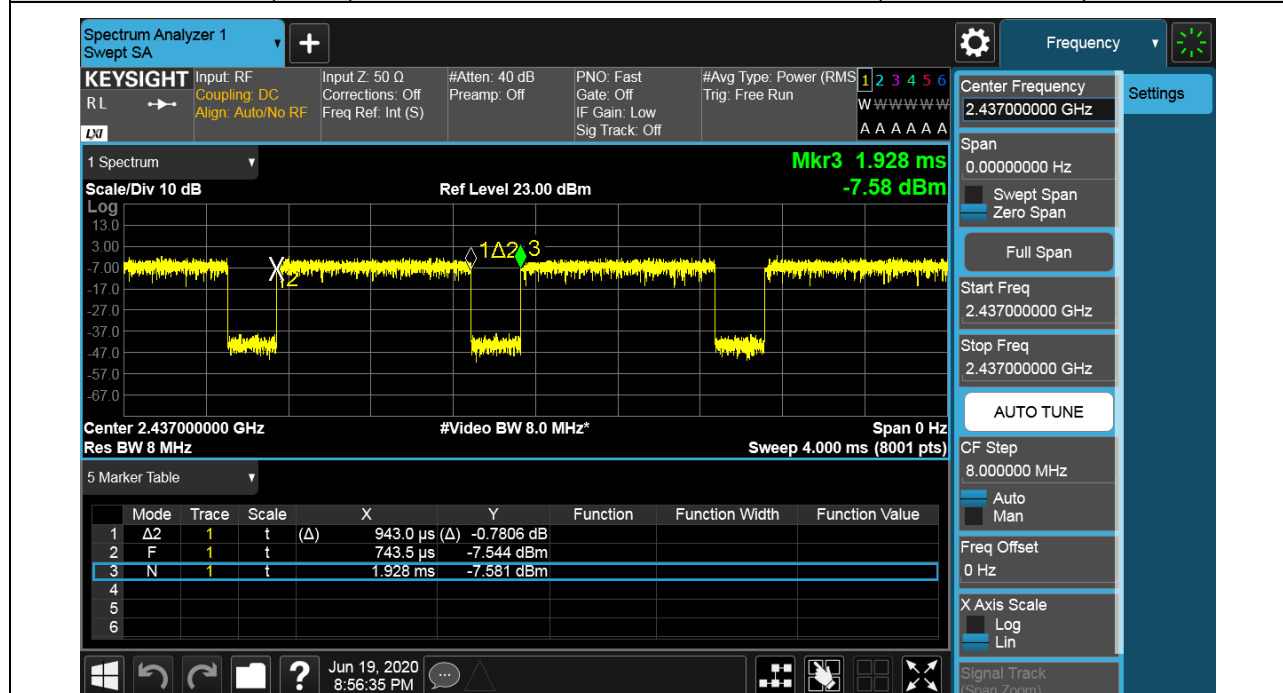 Spectrum Analyzer 1
Swept SA
Frequency
KEYSIGHT
R L
LXI
Input: RF
Coupling: DC
Align: Auto/No RF
Input Z: 50 Ω
Corrections: Off
Freq Ref: Int (S)
#Atten: 40 dB
Preamp: Off
PNO: Fast
Gate: Off
IF Gain: Low
Sig Track: Off
#Avg Type: Power (RMS
Trig: Free Run
1 2 3 4 5 6
W W W W W W
A A A A A A
1 Spectrum
Mkr3 1.928 ms
Scale/Div 10 dB
Ref Level 23.00 dBm
-7.58 dBm
Log
13.0
3.00
-7.00
-17.0
-27.0
-37.0
-47.0
-57.0
-67.0
X2
1Δ2
3
Center 2.437000000 GHz
#Video BW 8.0 MHz*
Span 0 Hz
Res BW 8 MHz
Sweep 4.000 ms (8001 pts)
5 Marker Table
Mode Trace Scale X Y Function Function Width Function Value
1 Δ2 1 t (Δ) 943.0 µs (Δ) -0.7806 dB
2 F 1 t 743.5 µs -7.544 dBm
3 N 1 t 1.928 ms -7.581 dBm
4
5
6
?
Jun 19, 2020
8:56:35 PM
Center Frequency
2.437000000 GHz
Settings
Span
0.00000000 Hz
Swept Span
Zero Span
Full Span
Start Freq
2.437000000 GHz
Stop Freq
2.437000000 GHz
AUTO TUNE
CF Step
8.000000 MHz
Auto
Man
Freq Offset
0 Hz
X Axis Scale
Log
Lin
Signal Track
(Span Zoom)